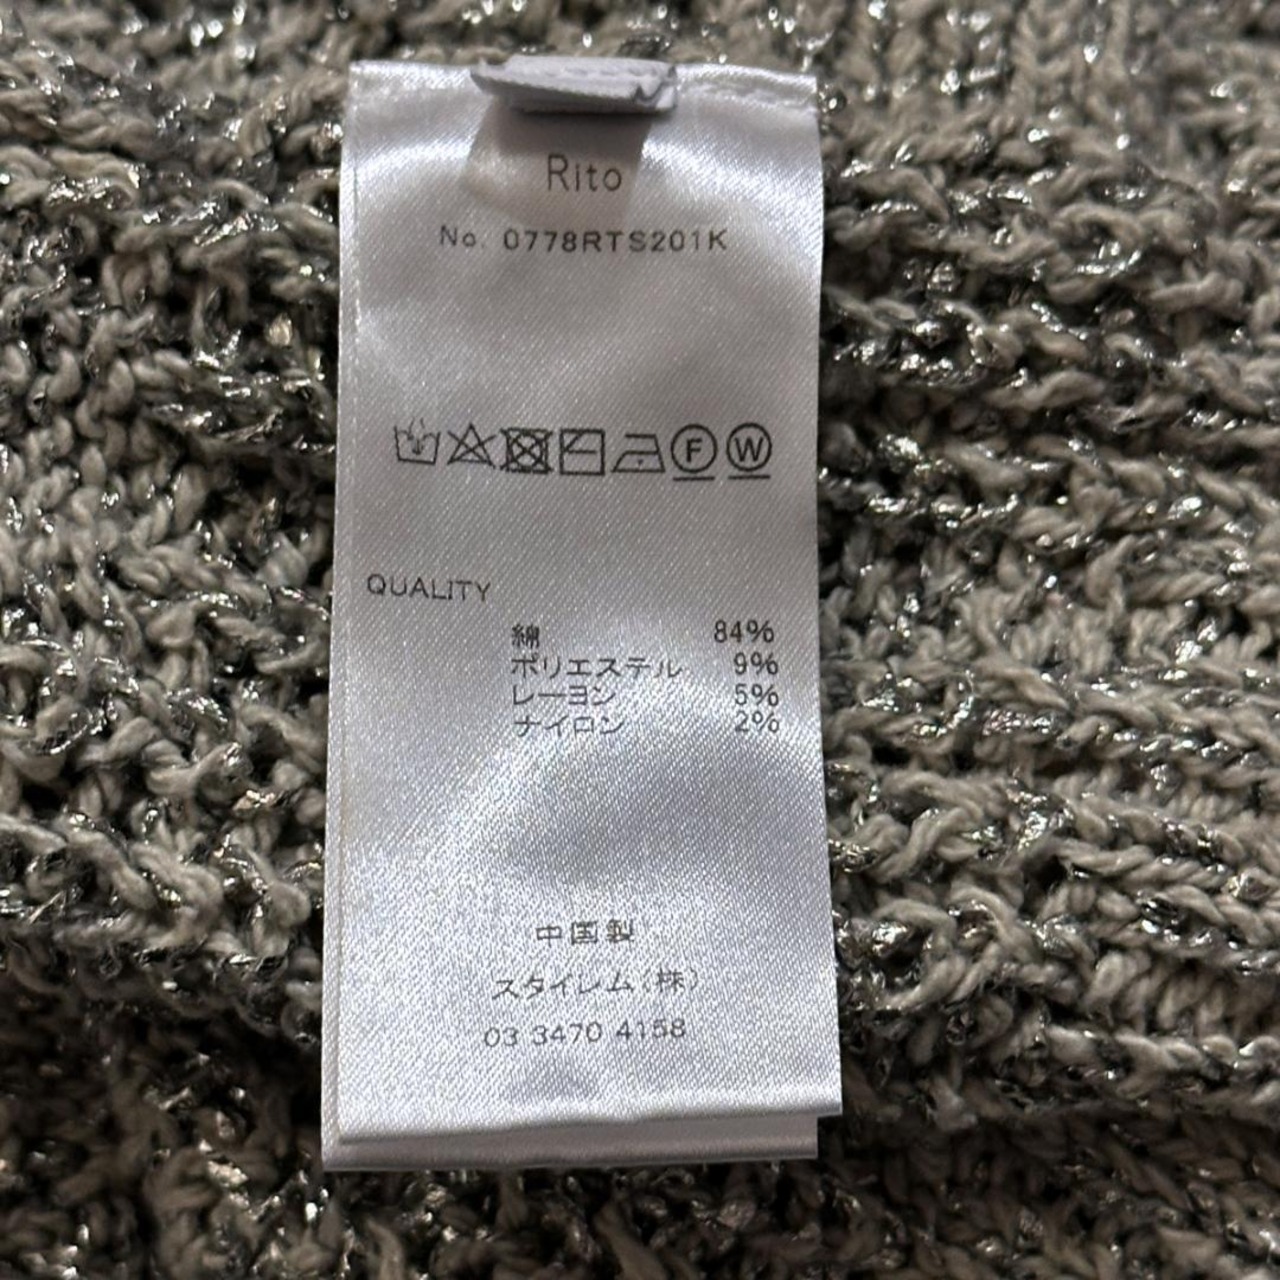 Rito
No. 0778RTS201K
F W
QUALITY
綿 84%
ポリエステル 9%
レーヨン 5%
ナイロン 2%
中国製
スタイレム(株)
03 3470 4158